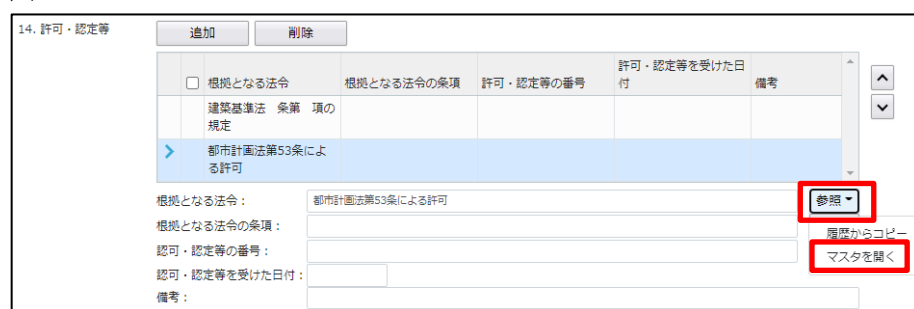 14. 許可・認定等
追加 削除
根拠となる法令 根拠となる法令の条項 許可・認定等の番号 許可・認定等を受けた日付 備考
建築基準法　条第　項の
規定
都市計画法第53条によ
る許可
根拠となる法令： 都市計画法第53条による許可 参照
根拠となる法令の条項：
認可・認定等の番号：
認可・認定等を受けた日付：
備考：
履歴からコピー
マスタを開く